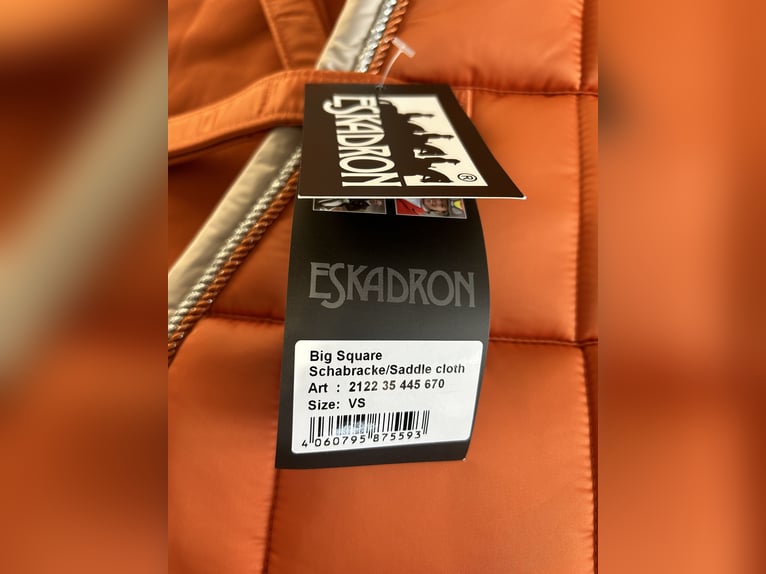 ESKADRON
®
ESKADRON
Big Square
Schabracke/Saddle cloth
Art : 2122 35 445 670
Size: VS
4 060795 875593